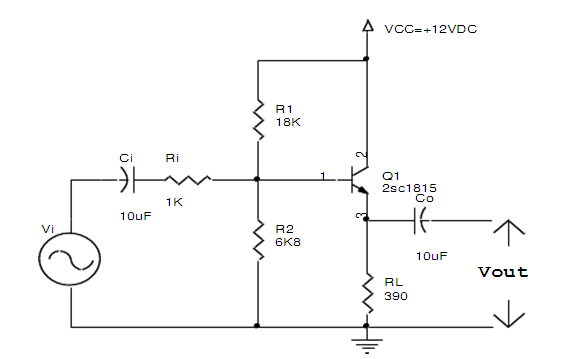 VCC=+12VDC
R1
18K
2
Ci
Ri
1
Q1
2sc1815
Co
1K
10uF
3
R2
6K8
Vi
10uF
Vout
RL
390